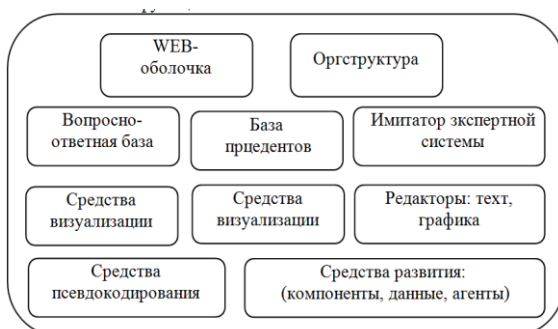 WEB-
оболочка
Оргструктура
Вопросно-
ответная база
База
прцедентов
Имитатор зкспертной
системы
Средства
визуализации
Средства
визуализации
Редакторы: техт,
графика
Средства
псевдокодирования
Средства развития:
(компоненты, данные, агенты)